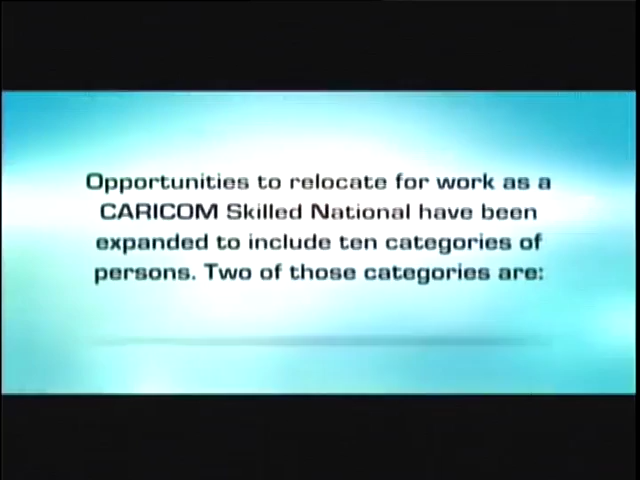 Opportunities to relocate for work as a
CARICOM Skilled National have been
expanded to include ten categories of
persons. Two of those categories are: